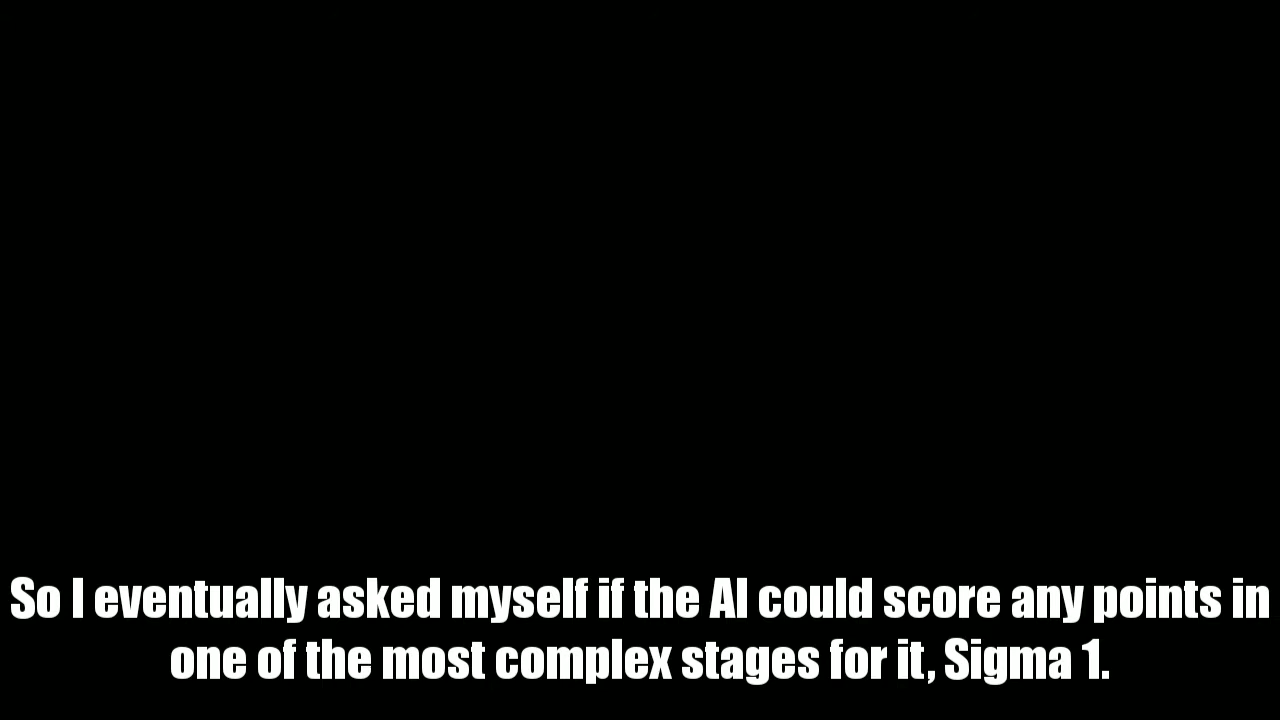 So I eventually asked myself if the AI could score any points in
one of the most complex stages for it, Sigma 1.